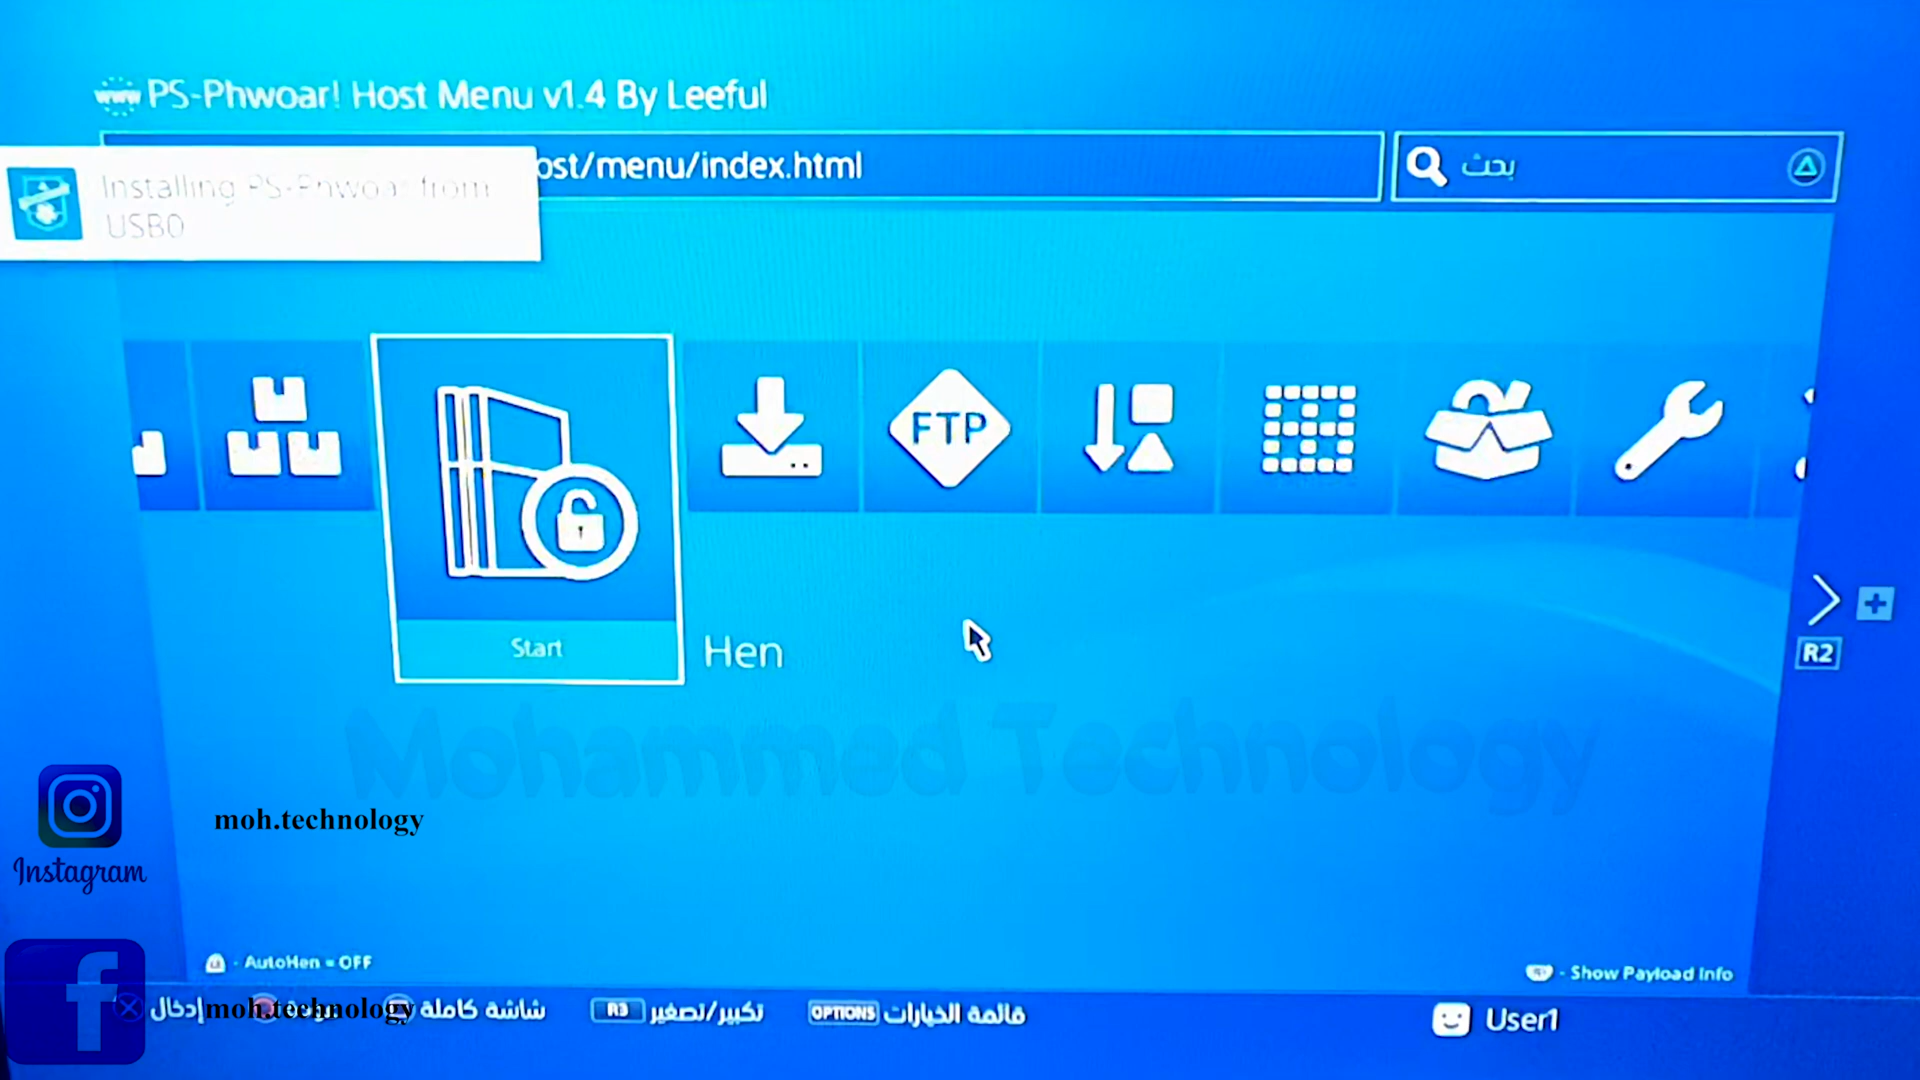 www PS-Phwoar! Host Menu v1.4 By Leeful
ost/menu/index.html
بحث
Installing PS-Phwoar from
USB0
FTP
Start
Hen
R2
Mohammed Technology
moh.technology
Instagram
- AutoHen = OFF
- Show Payload Info
إدخال
moh.technology
شاشة كاملة
R3 تكبير/تصغير
OPTIONS قائمة الخيارات
User1